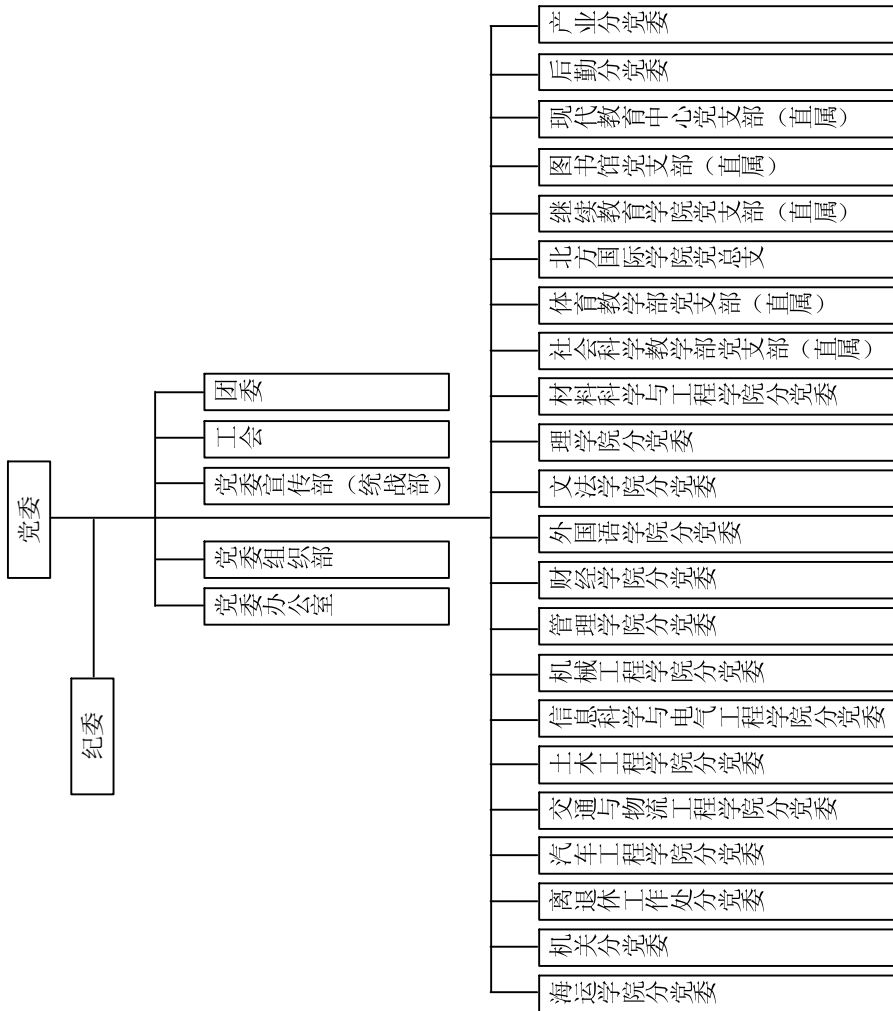 党委
纪委
党委办公室
党委组织部
党委宣传部（统战部）
工会
团委
海运学院分党委
机关分党委
离退休工作处分党委
汽车工程学院分党委
交通与物流工程学院分党委
土木工程学院分党委
信息科学与电气工程学院分党委
机械工程学院分党委
管理学院分党委
财经学院分党委
外国语学院分党委
文法学院分党委
理学院分党委
材料科学与工程学院分党委
社会科学教学部党支部（直属）
体育教学部党支部（直属）
北方国际学院党总支
继续教育学院党支部（直属）
图书馆党支部（直属）
现代教育中心党支部（直属）
后勤分党委
产业分党委